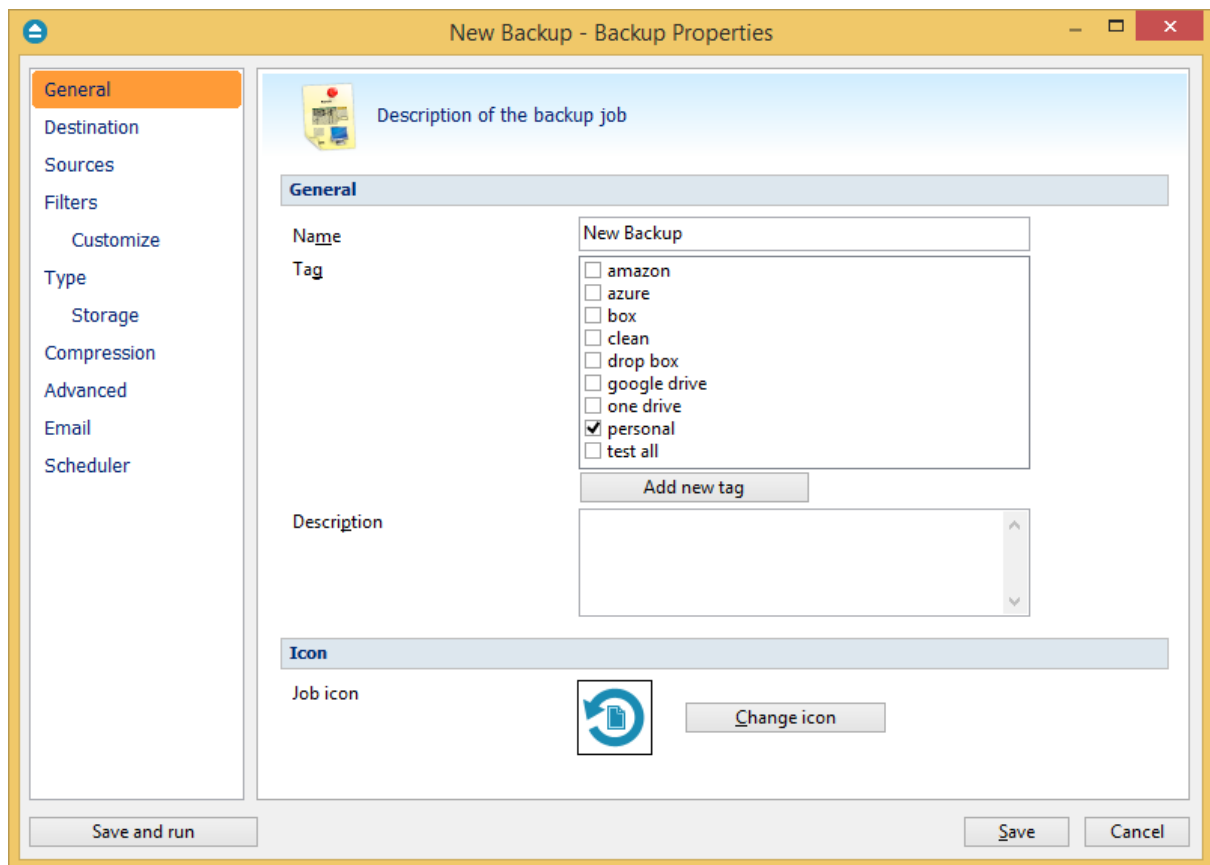 New Backup - Backup Properties
General
Destination
Sources
Filters
Customize
Type
Storage
Compression
Advanced
Email
Scheduler
Description of the backup job
General
Name
New Backup
Tag
amazon
azure
box
clean
drop box
google drive
one drive
personal
test all
Add new tag
Description
Icon
Job icon
Change icon
Save and run
Save
Cancel